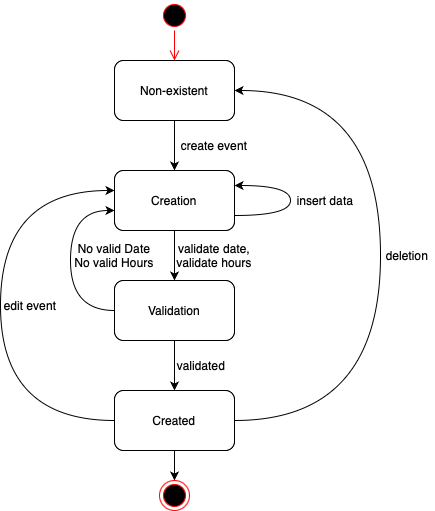 Non-existent
create event
Creation
insert data
No valid Date
No valid Hours
validate date,
validate hours
deletion
edit event
Validation
validated
Created